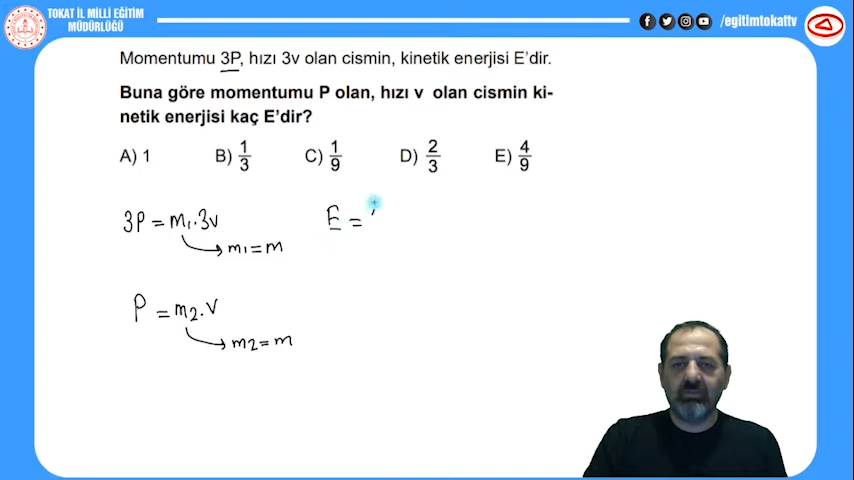 TOKAT İL MİLLİ EĞİTİM
MÜDÜRLÜĞÜ
/egitimtokattv
Momentumu 3P, hızı 3v olan cismin, kinetik enerjisi E'dir.
Buna göre momentumu P olan, hızı v olan cismin ki-
netik enerjisi kaç E'dir?
A) 1 B) 1/3 C) 1/9 D) 2/3 E) 4/9
3P = m₁.3v E =
m₁ = m
P = m₂.v
m₂ = m